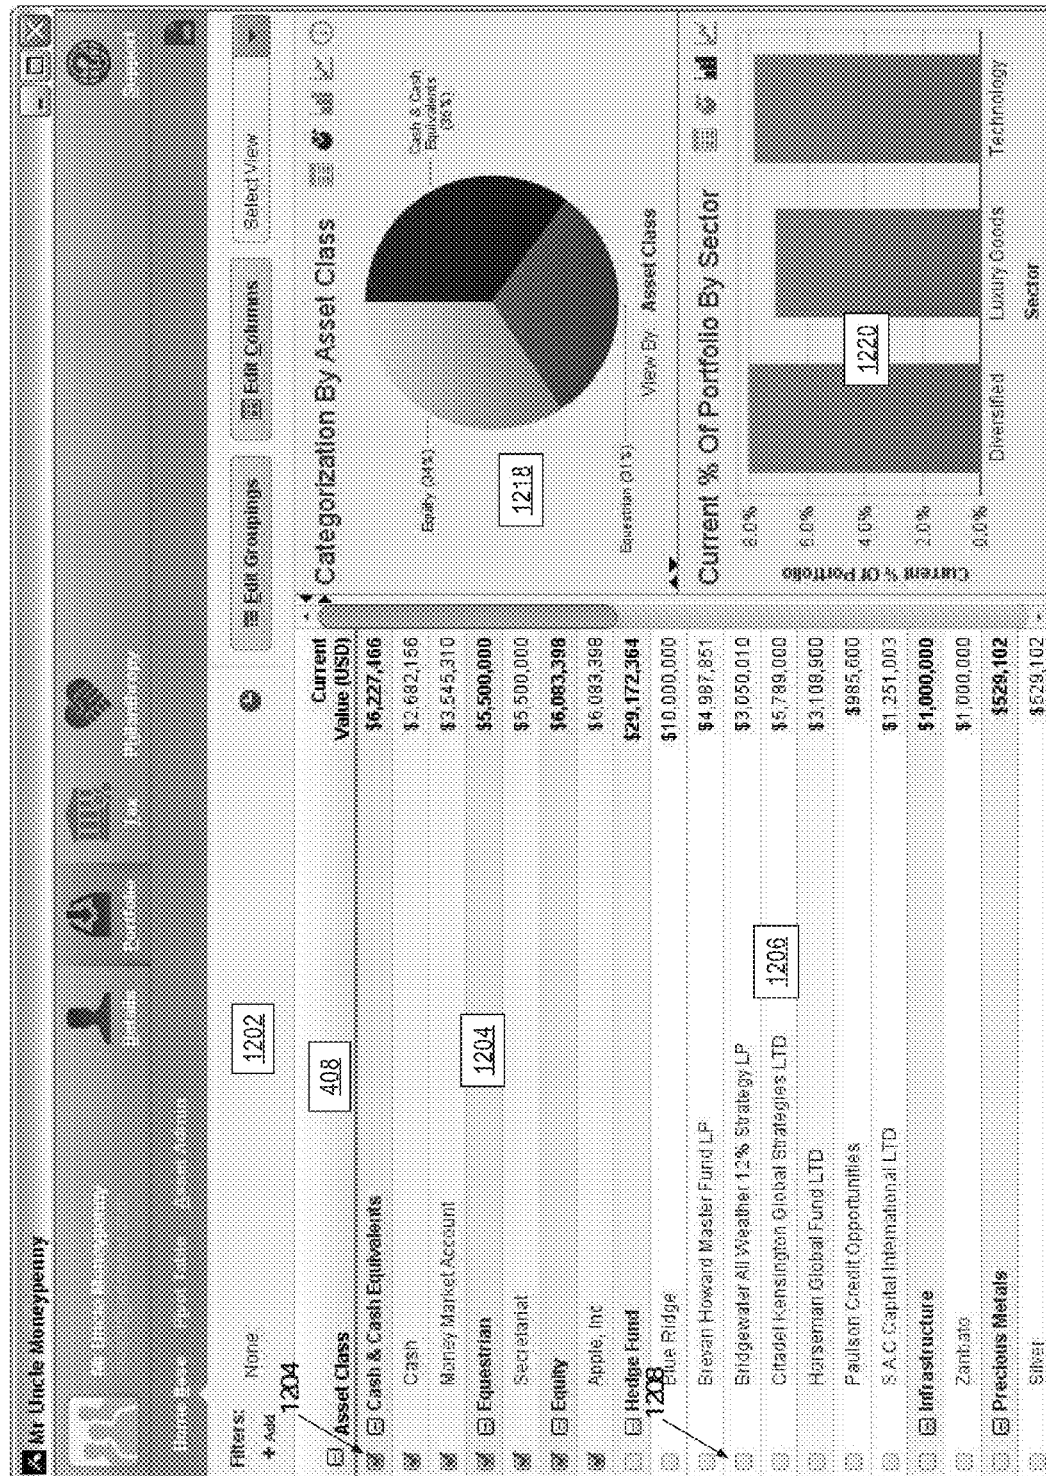 Mr Uncle Moneypenny
Filters:
None
+ Add
1202
Edit Groupings
Edit Columns
Select View
1204
408
Asset Class
Current
Value (USD)
Cash & Cash Equivalents $6,227,466
Cash $2,682,156
Money Market Account $3,545,310
Equestrian $5,500,000
1204
Secretariat $5,500,000
Equity $6,083,398
Apple, Inc $6,083,398
Hedge Fund $29,172,364
1208
Blue Ridge $10,000,000
Brevan Howard Master Fund LP $4,987,851
Bridgewater All Weather 12% Strategy LP $3,050,010
1206
Citadel Kensington Global Strategies LTD $5,789,000
Horseman Global Fund LTD $3,108,900
Paulson Credit Opportunities $985,600
S.A.C Capital International LTD $1,251,003
Infrastructure $1,000,000
Zanbato $1,000,000
Precious Metals $529,102
Silver $529,102
Categorization By Asset Class
Cash & Cash
Equivalents
(35%)
Equity (34%)
1218
Equestrian (31%)
View By Asset Class
Current % Of Portfolio By Sector
Current % Of Portfolio
8.0%
6.0%
4.0%
2.0%
0.0%
1220
Diversified
Luxury Goods
Technology
Sector